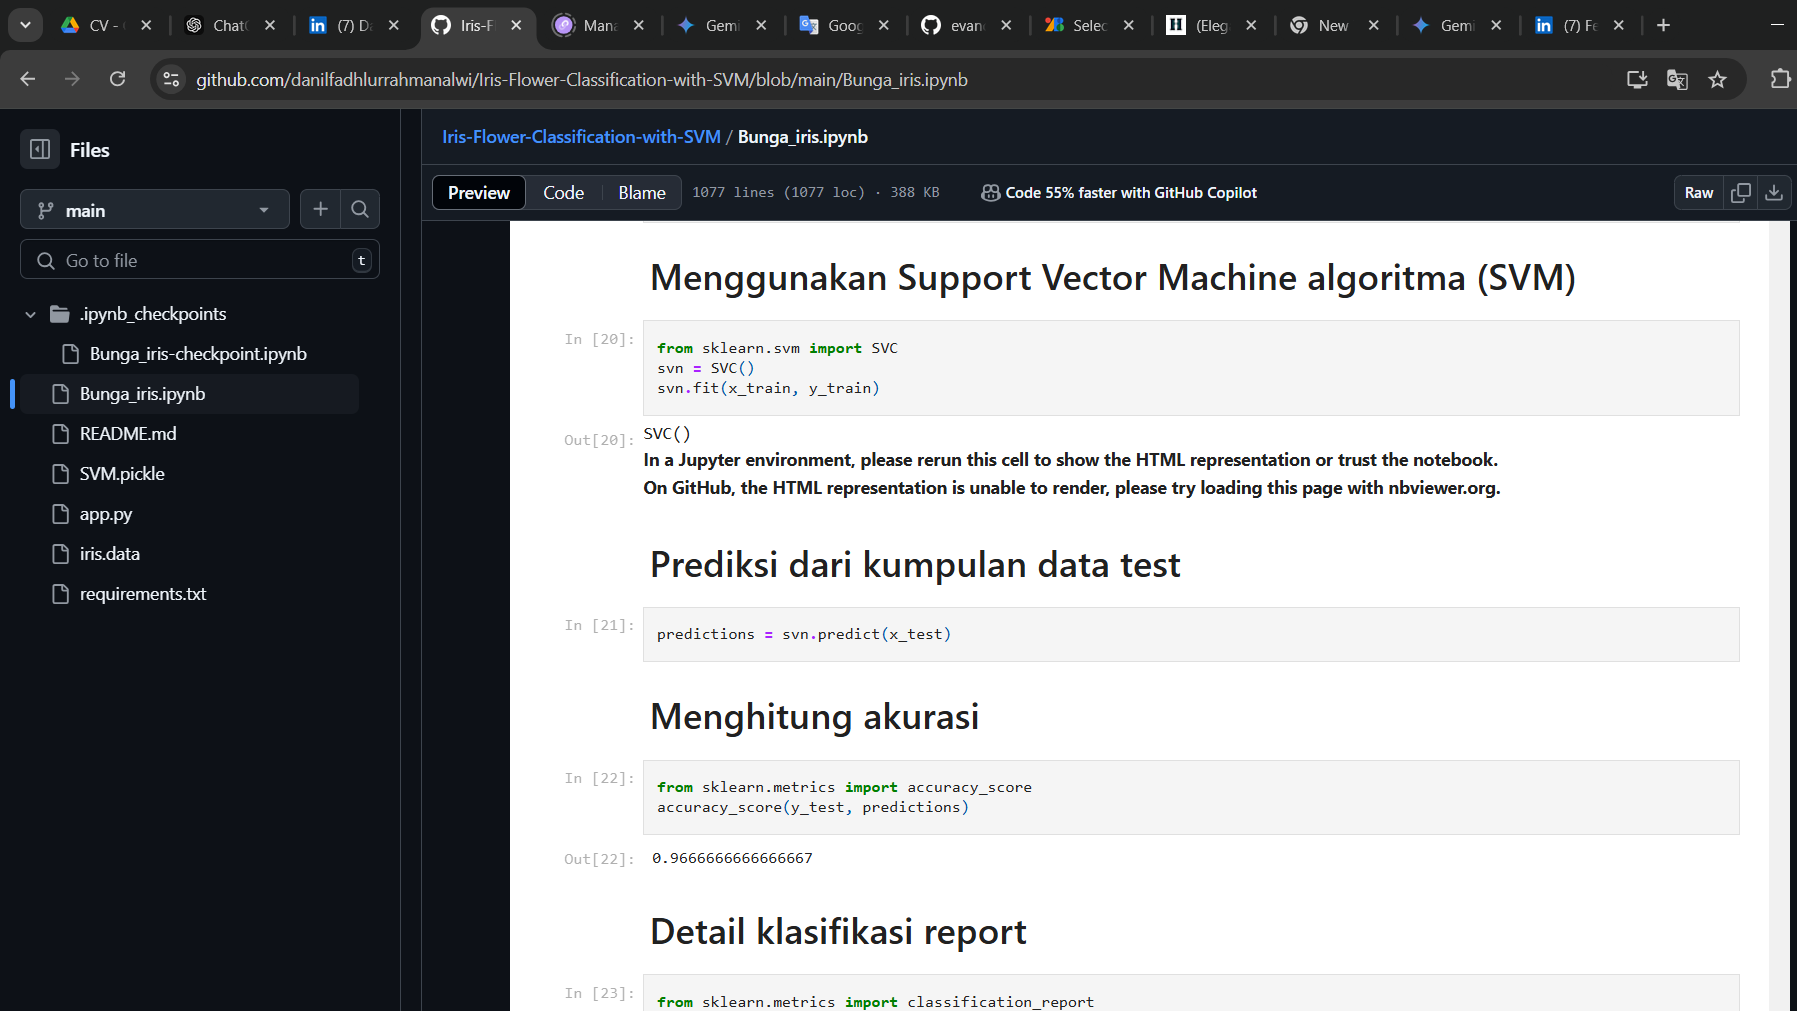 CV -
ChatG
(7) Da
Iris-Fl
Mana
Gemi
Goog
evan
Selec
(Eleg
New
Gemi
(7) Fe
github.com/danilfadhlurrahmanalwi/Iris-Flower-Classification-with-SVM/blob/main/Bunga_iris.ipynb
Files
main
Go to file
t
.ipynb_checkpoints
Bunga_iris-checkpoint.ipynb
Bunga_iris.ipynb
README.md
SVM.pickle
app.py
iris.data
requirements.txt
Iris-Flower-Classification-with-SVM / Bunga_iris.ipynb
Preview Code Blame 1077 lines (1077 loc) · 388 KB Code 55% faster with GitHub Copilot Raw
Menggunakan Support Vector Machine algoritma (SVM)
In [20]:
from sklearn.svm import SVC
svn = SVC()
svn.fit(x_train, y_train)
Out[20]: SVC()
In a Jupyter environment, please rerun this cell to show the HTML representation or trust the notebook.
On GitHub, the HTML representation is unable to render, please try loading this page with nbviewer.org.
Prediksi dari kumpulan data test
In [21]:
predictions = svn.predict(x_test)
Menghitung akurasi
In [22]:
from sklearn.metrics import accuracy_score
accuracy_score(y_test, predictions)
Out[22]: 0.9666666666666667
Detail klasifikasi report
In [23]:
from sklearn.metrics import classification_report